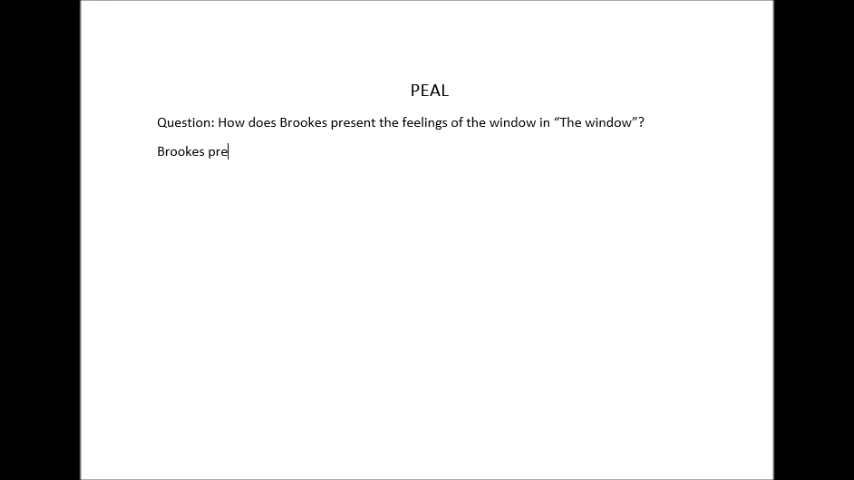 PEAL
Question: How does Brookes present the feelings of the window in “The window”?
Brookes pre